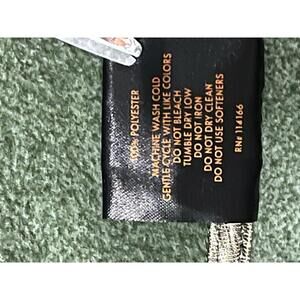 100% POLYESTER
MACHINE WASH COLD
GENTLE CYCLE WITH LIKE COLORS
DO NOT BLEACH
TUMBLE DRY LOW
DO NOT IRON
DO NOT DRY CLEAN
DO NOT USE SOFTENERS
RN# 114166